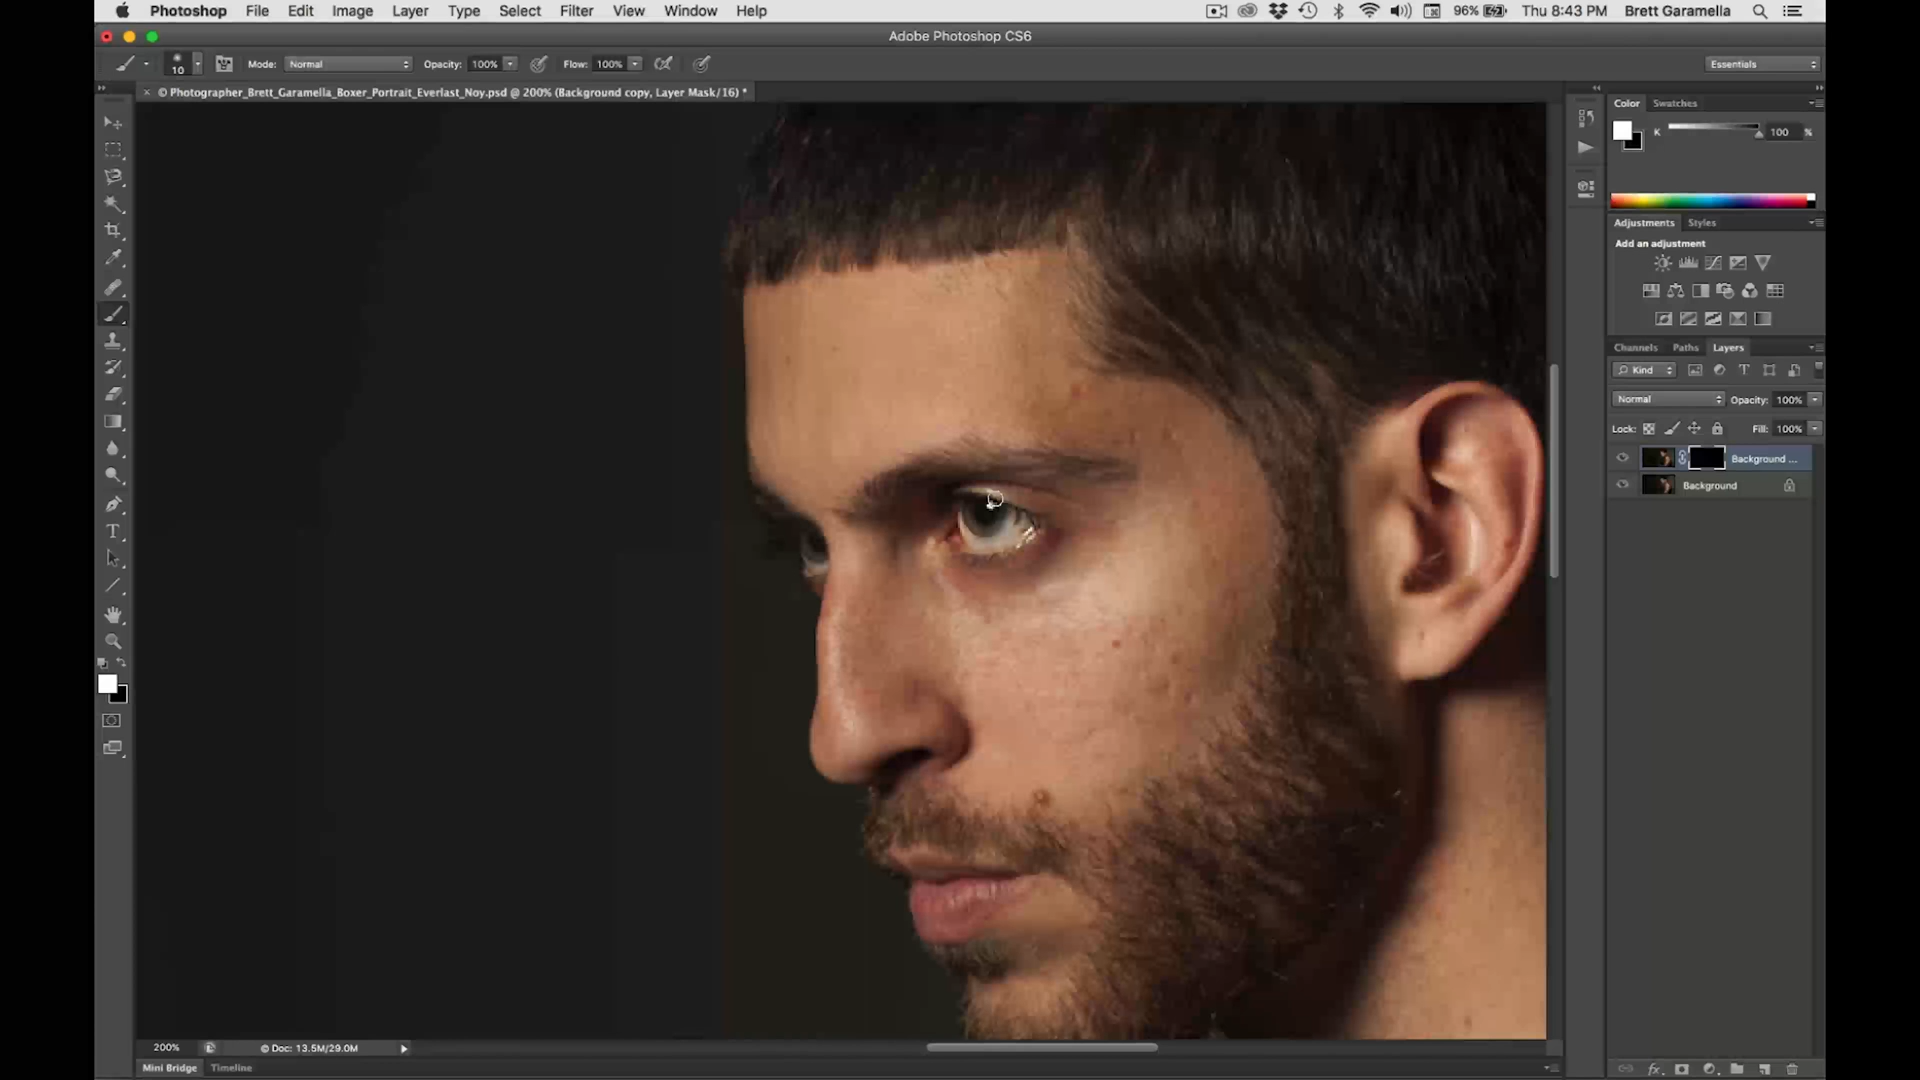 Photoshop File Edit Image Layer Type Select Filter View Window Help 96% Thu 8:43 PM Brett Garamella
Adobe Photoshop CS6
10 Mode: Normal Opacity: 100% Flow: 100% Essentials
× © Photographer_Brett_Garamella_Boxer_Portrait_Everlast_Noy.psd @ 200% (Background copy, Layer Mask/16) *
Color Swatches
K 100 %
Adjustments Styles
Add an adjustment
Channels Paths Layers
Kind T
Normal Opacity: 100%
Lock: Fill: 100%
Background ...
Background
T
200% © Doc: 13.5M/29.0M
Mini Bridge Timeline
fx